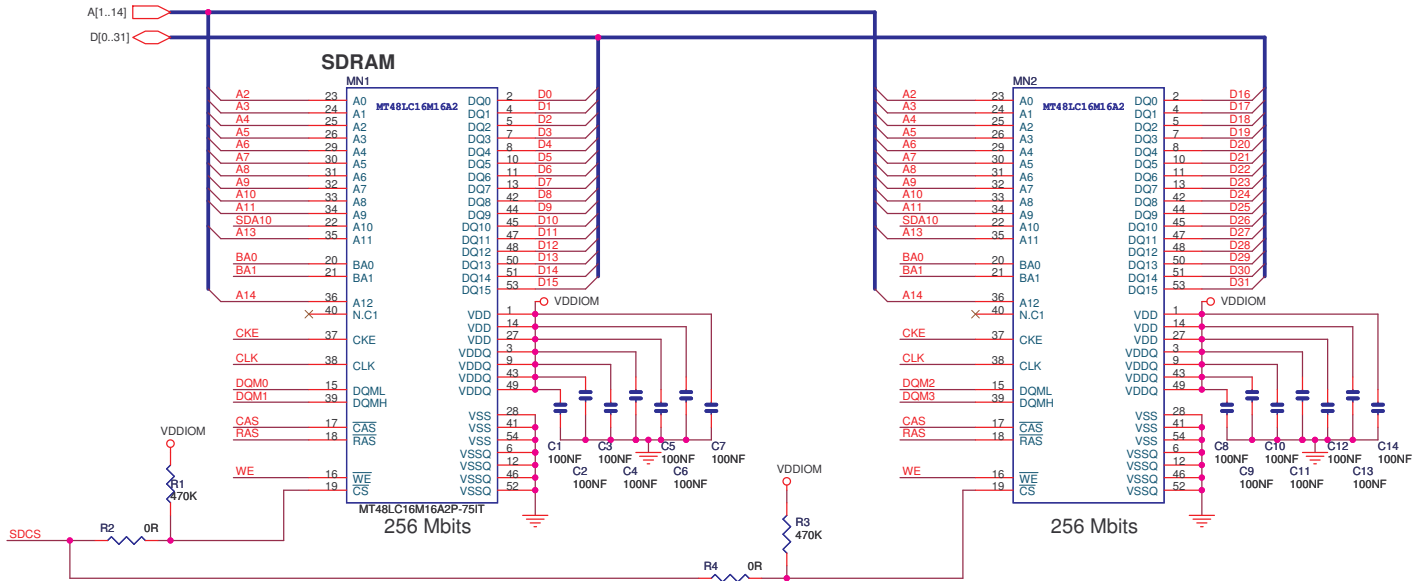 A[1..14]
D[0..31]
SDRAM
MN1
MT48LC16M16A2
A2 23 A0 DQ0 2 D0
A3 24 A1 DQ1 4 D1
A4 25 A2 DQ2 5 D2
A5 26 A3 DQ3 7 D3
A6 29 A4 DQ4 8 D4
A7 30 A5 DQ5 10 D5
A8 31 A6 DQ6 11 D6
A9 32 A7 DQ7 13 D7
A10 33 A8 DQ8 42 D8
A11 34 A9 DQ9 44 D9
SDA10 22 A10 DQ10 45 D10
A13 35 A11 DQ11 47 D11
DQ12 48 D12
BA0 20 BA0 DQ13 50 D13
BA1 21 BA1 DQ14 51 D14
DQ15 53 D15
A14 36 A12
VDDIOM
40 N.C1 VDD 1
VDD 14
CKE 37 CKE VDD 27
VDDQ 3
CLK 38 CLK VDDQ 9
VDDQ 43
DQM0 15 DQML VDDQ 49
DQM1 39 DQMH
VSS 28
CAS 17 CAS VSS 41
RAS 18 RAS VSS 54
VSSQ 6
VSSQ 12
WE 16 WE VSSQ 46
19 CS VSSQ 52
MT48LC16M16A2P-75IT
256 Mbits
C1 C3 C5 C7
100NF 100NF 100NF 100NF
C2 C4 C6
100NF 100NF 100NF
VDDIOM
R1
470K
SDCS
R2 0R
VDDIOM
R3
470K
R4 0R
MN2
MT48LC16M16A2
A2 23 A0 DQ0 2 D16
A3 24 A1 DQ1 4 D17
A4 25 A2 DQ2 5 D18
A5 26 A3 DQ3 7 D19
A6 29 A4 DQ4 8 D20
A7 30 A5 DQ5 10 D21
A8 31 A6 DQ6 11 D22
A9 32 A7 DQ7 13 D23
A10 33 A8 DQ8 42 D24
A11 34 A9 DQ9 44 D25
SDA10 22 A10 DQ10 45 D26
A13 35 A11 DQ11 47 D27
DQ12 48 D28
BA0 20 BA0 DQ13 50 D29
BA1 21 BA1 DQ14 51 D30
DQ15 53 D31
A14 36 A12
VDDIOM
40 N.C1 VDD 1
VDD 14
CKE 37 CKE VDD 27
VDDQ 3
CLK 38 CLK VDDQ 9
VDDQ 43
DQM2 15 DQML VDDQ 49
DQM3 39 DQMH
VSS 28
CAS 17 CAS VSS 41
RAS 18 RAS VSS 54
VSSQ 6
VSSQ 12
WE 16 WE VSSQ 46
19 CS VSSQ 52
256 Mbits
C8 C10 C12 C14
100NF 100NF 100NF 100NF
C9 C11 C13
100NF 100NF 100NF